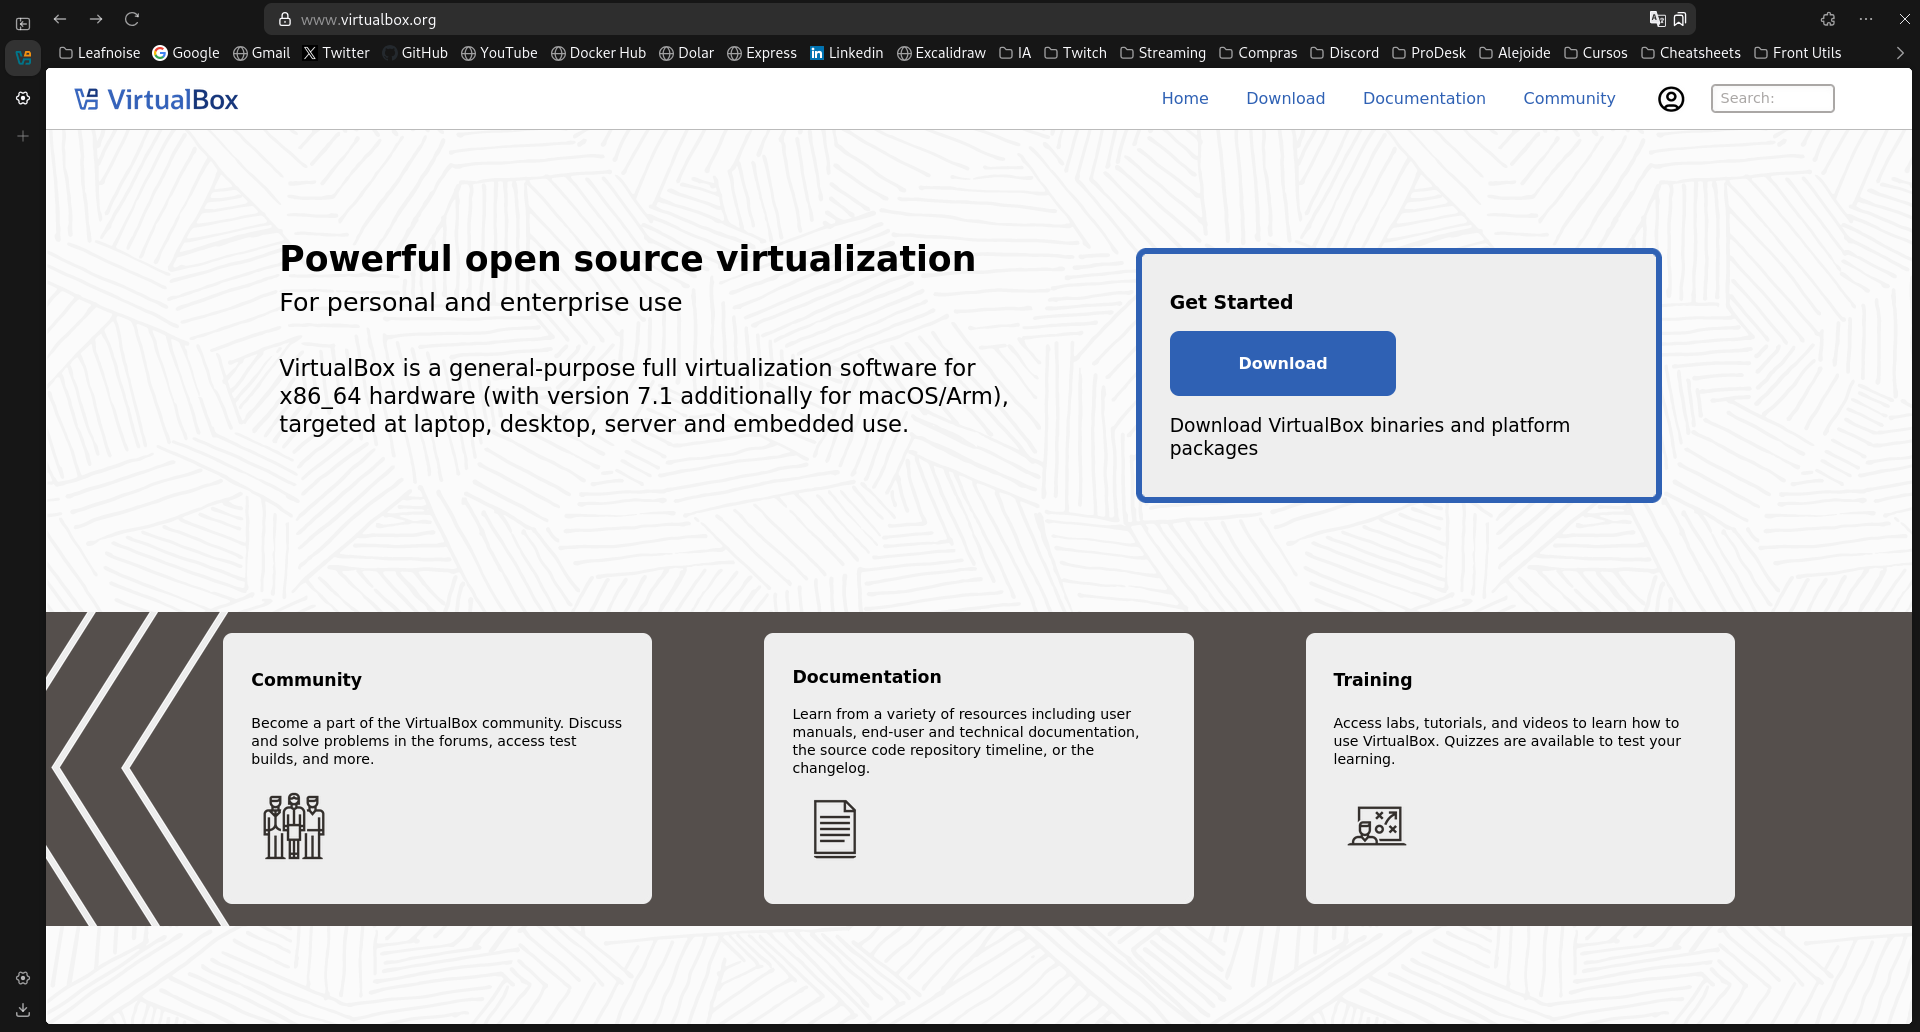 www.virtualbox.org
Leafnoise Google Gmail Twitter GitHub YouTube Docker Hub Dolar Express Linkedin Excalidraw IA Twitch Streaming Compras Discord ProDesk Alejoide Cursos Cheatsheets Front Utils
VirtualBox Home Download Documentation Community Search:
Powerful open source virtualization
For personal and enterprise use
VirtualBox is a general-purpose full virtualization software for
x86_64 hardware (with version 7.1 additionally for macOS/Arm),
targeted at laptop, desktop, server and embedded use.
Get Started
Download
Download VirtualBox binaries and platform
packages
Community
Become a part of the VirtualBox community. Discuss
and solve problems in the forums, access test
builds, and more.
Documentation
Learn from a variety of resources including user
manuals, end-user and technical documentation,
the source code repository timeline, or the
changelog.
Training
Access labs, tutorials, and videos to learn how to
use VirtualBox. Quizzes are available to test your
learning.